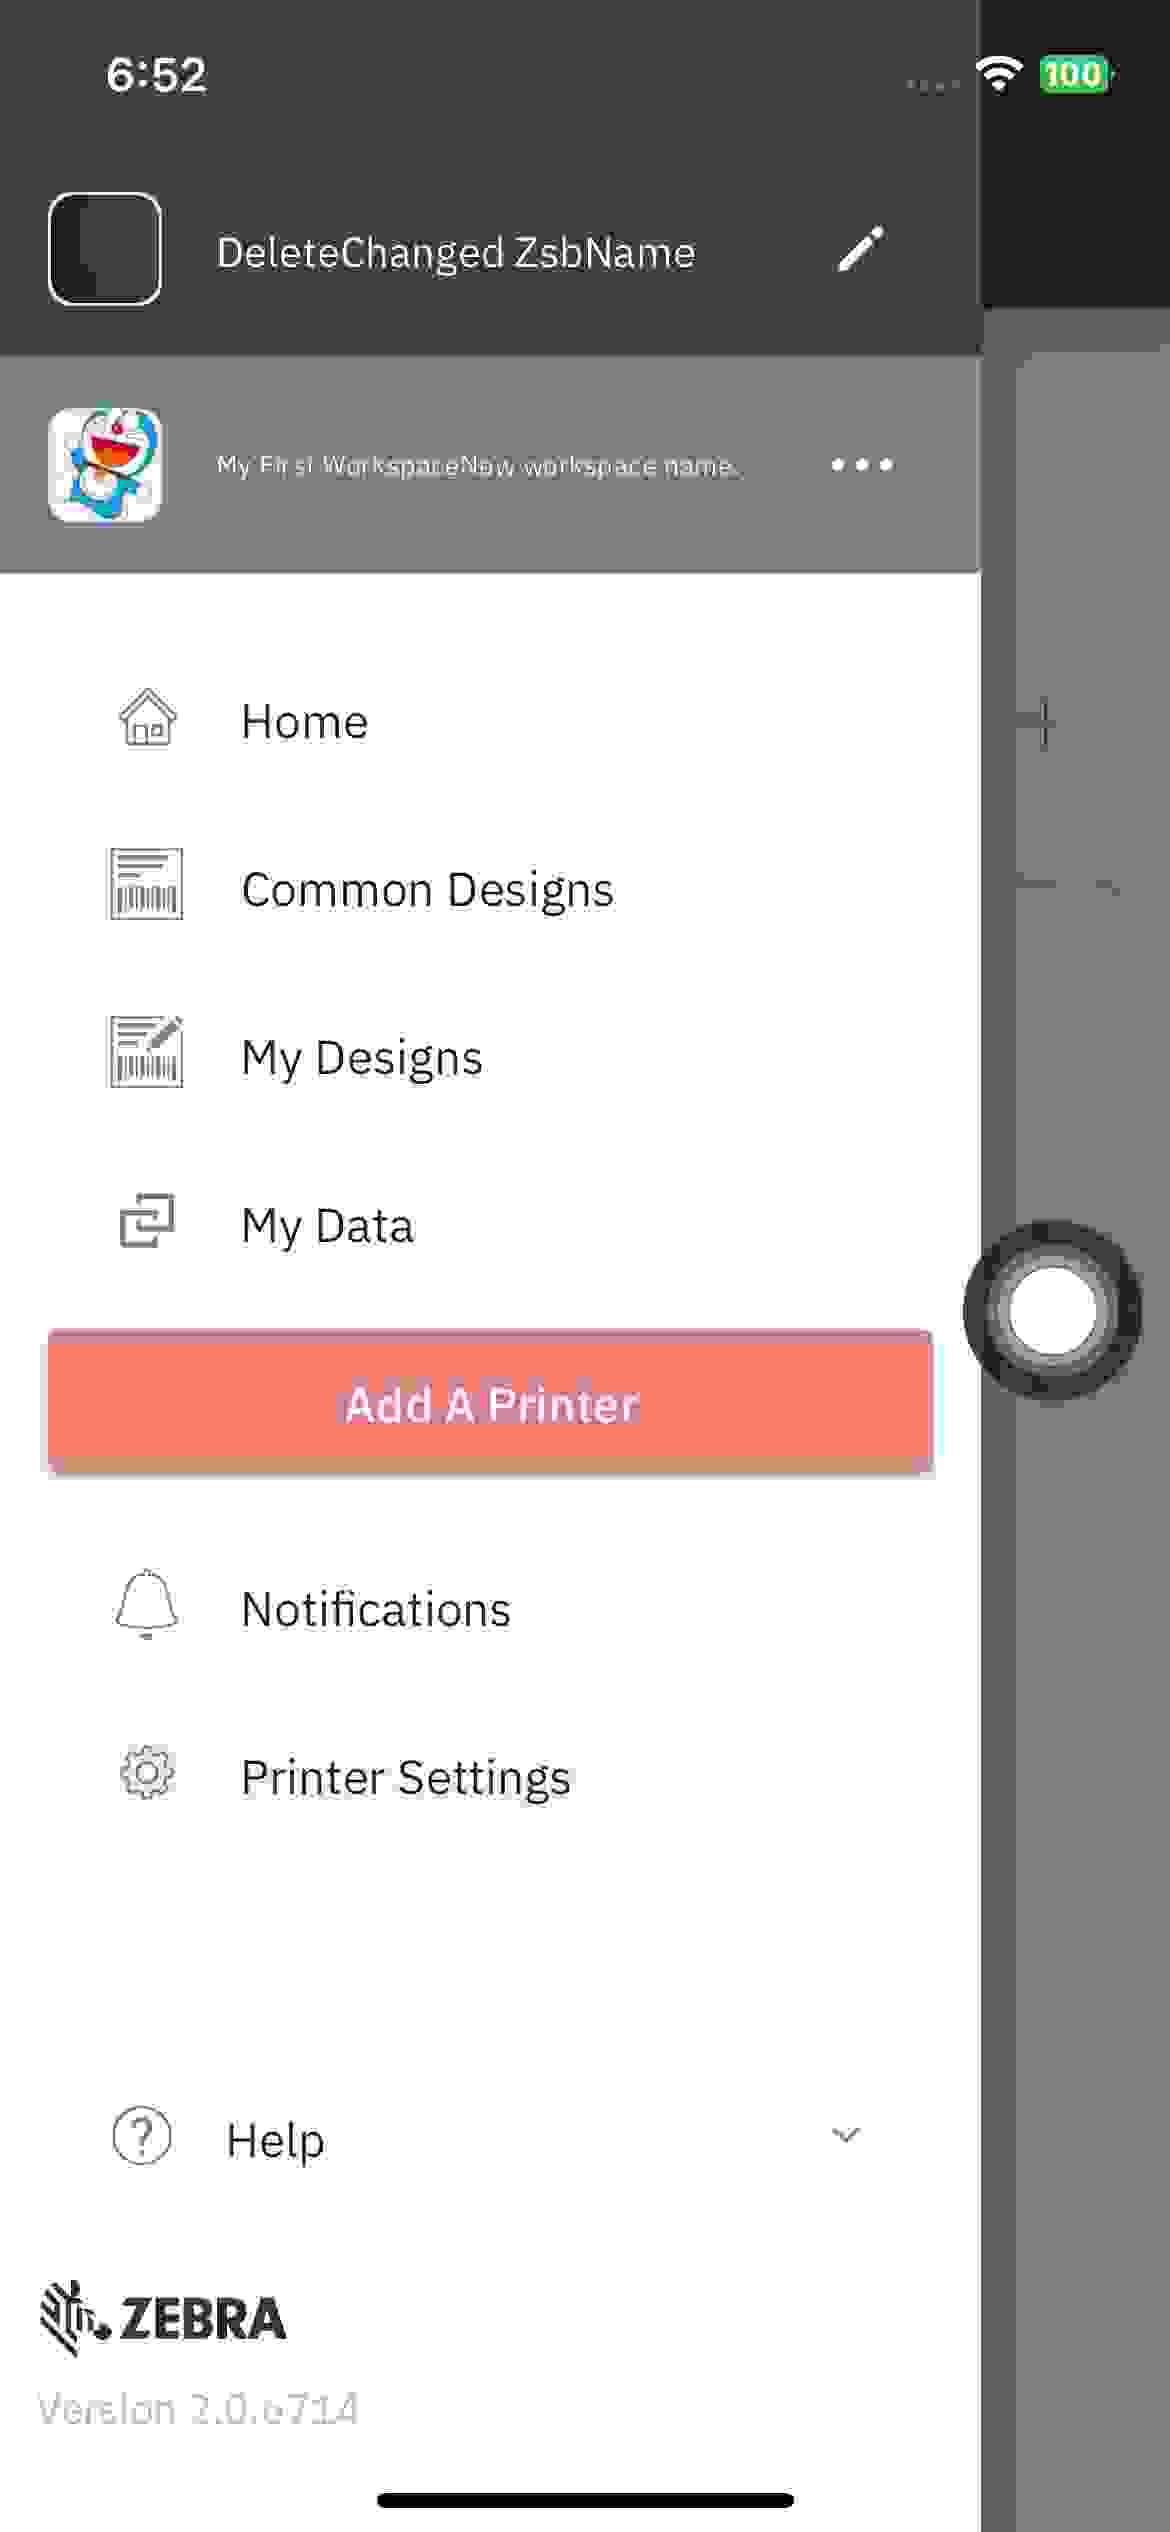 6:52
100
DeleteChanged ZsbName
My First WorkspaceNew workspace name..
Home
Common Designs
My Designs
My Data
Add A Printer
Notifications
Printer Settings
Help
ZEBRA
Version 2.0.6714